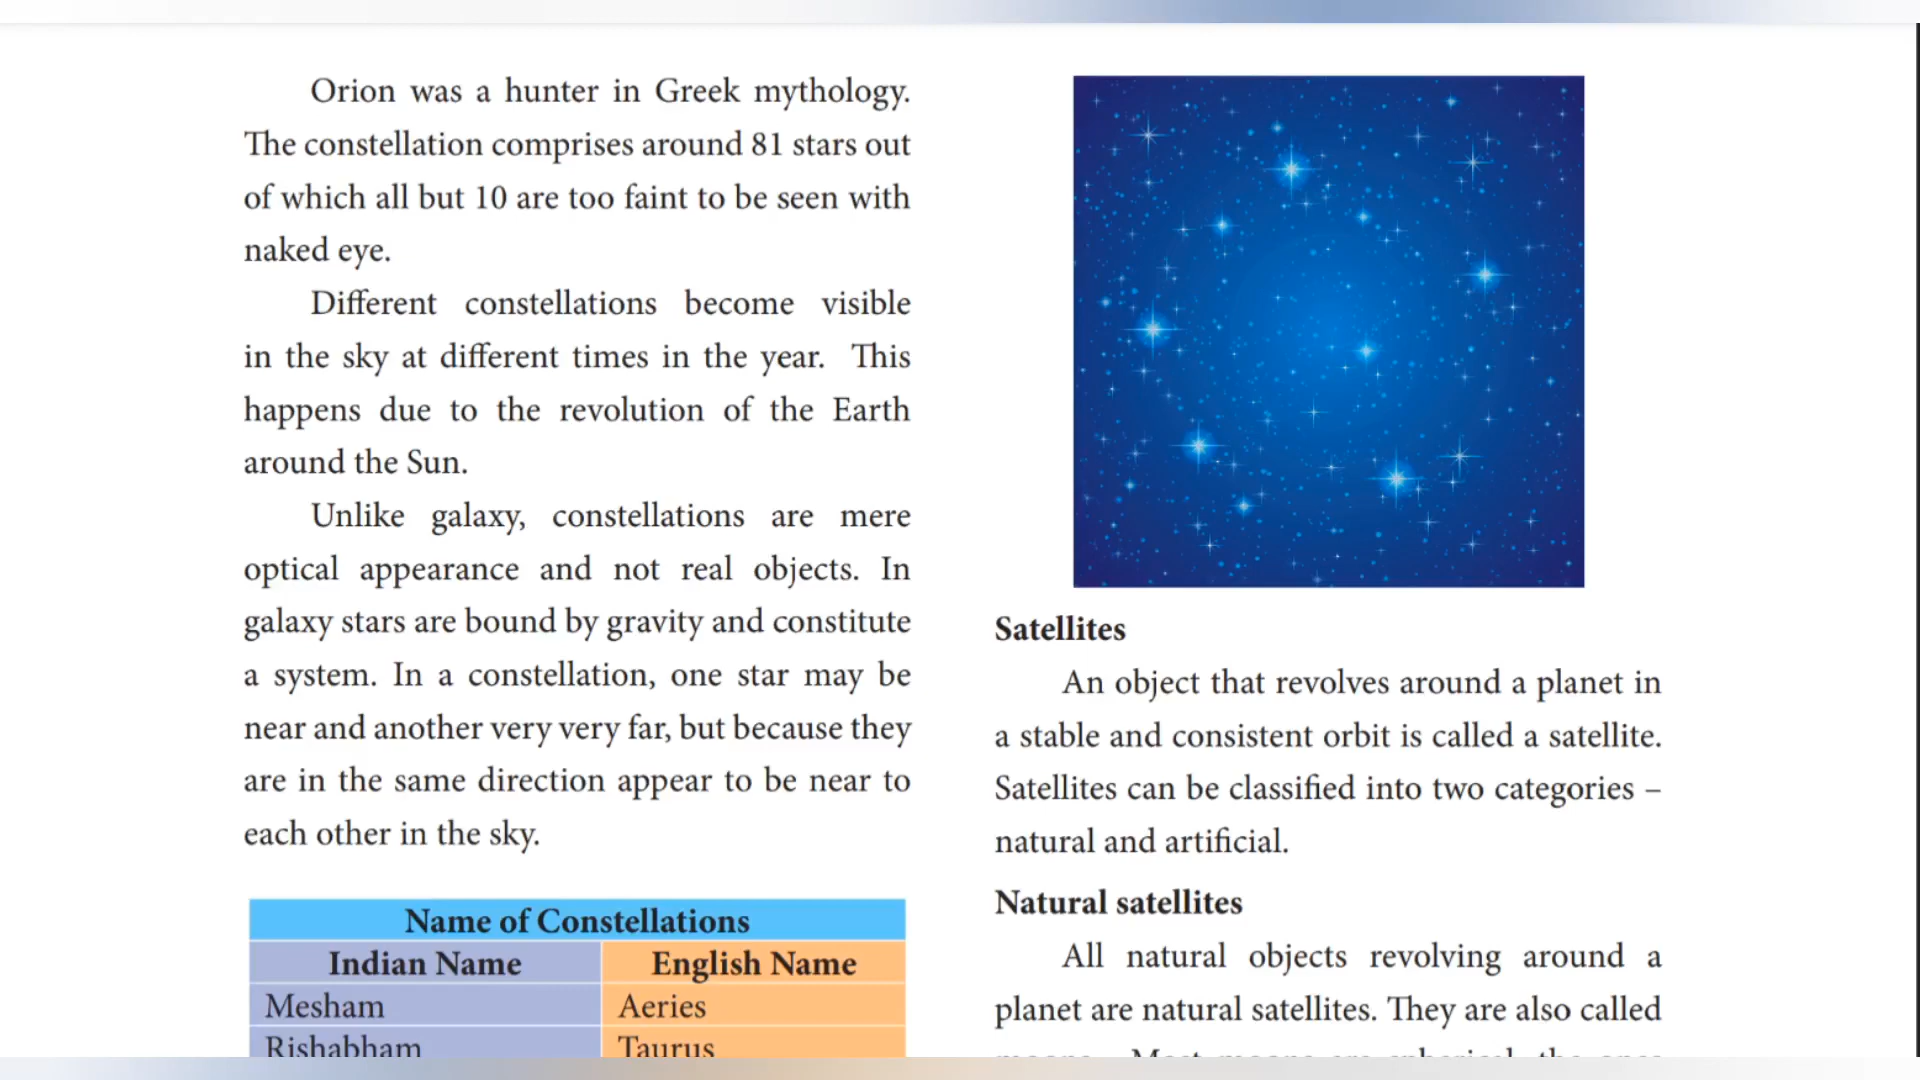 Orion was a hunter in Greek mythology.
The constellation comprises around 81 stars out
of which all but 10 are too faint to be seen with
naked eye.
Different constellations become visible
in the sky at different times in the year. This
happens due to the revolution of the Earth
around the Sun.
Unlike galaxy, constellations are mere
optical appearance and not real objects. In
galaxy stars are bound by gravity and constitute
a system. In a constellation, one star may be
near and another very very far, but because they
are in the same direction appear to be near to
each other in the sky.
Name of Constellations
Indian Name English Name
Mesham Aeries
Rishabham Taurus
Satellites
An object that revolves around a planet in
a stable and consistent orbit is called a satellite.
Satellites can be classified into two categories –
natural and artificial.
Natural satellites
All natural objects revolving around a
planet are natural satellites. They are also called